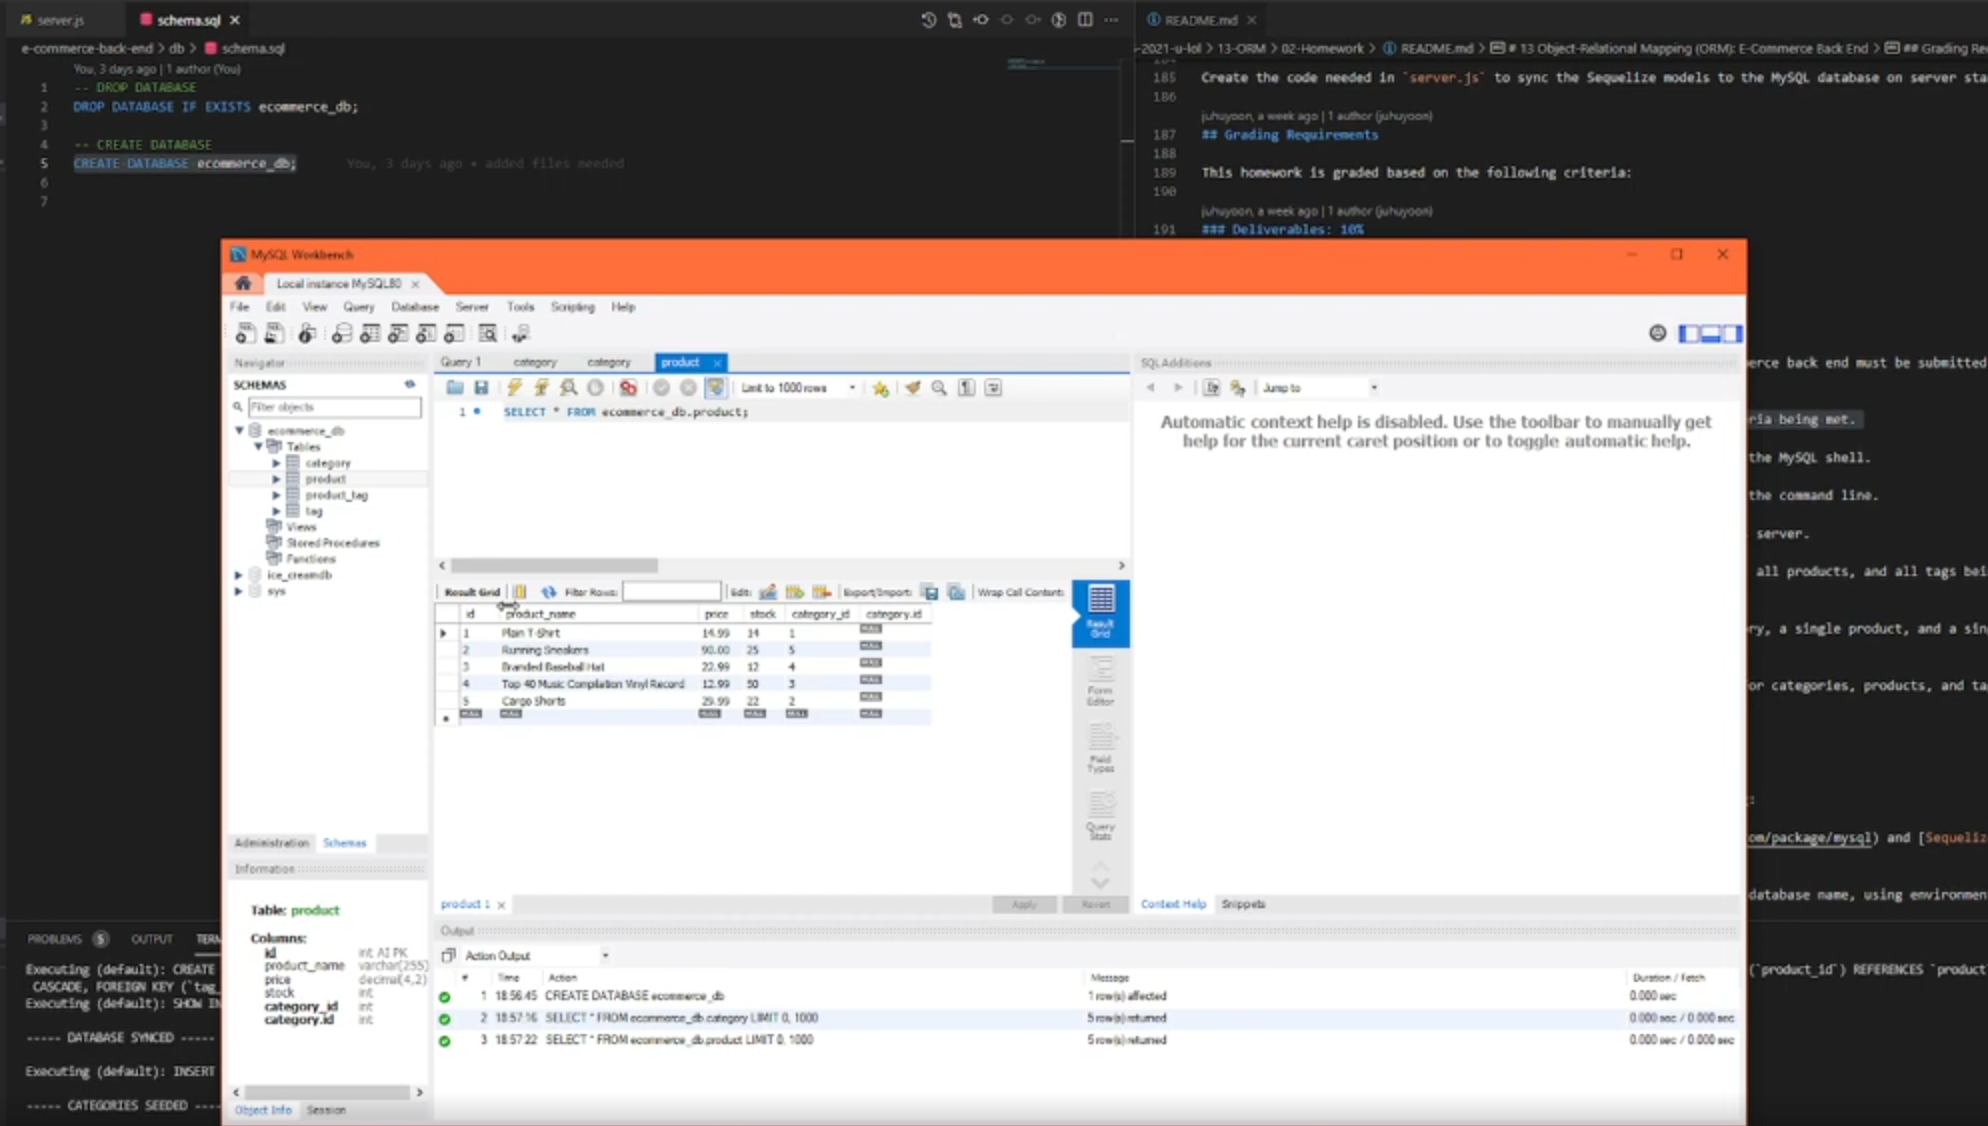 server.js
schema.sql
e-commerce-back-end > db > schema.sql
You, 3 days ago | 1 author (You)
1 -- DROP DATABASE
2 DROP DATABASE IF EXISTS ecommerce_db;
3
4 -- CREATE DATABASE
5 CREATE DATABASE ecommerce_db; You, 3 days ago • added files needed
6
7
README.md
-2021-u-lol > 13-ORM > 02-Homework > README.md > # 13 Object-Relational Mapping (ORM): E-Commerce Back End > ## Grading Re
185 Create the code needed in `server.js` to sync the Sequelize models to the MySQL database on server sta
186
juhuyoon, a week ago | 1 author (juhuyoon)
187 ## Grading Requirements
188
189 This homework is graded based on the following criteria:
190
juhuyoon, a week ago | 1 author (juhuyoon)
191 ### Deliverables: 10%
MySQL Workbench
Local instance MySQL80
File Edit View Query Database Server Tools Scripting Help
Navigator
SCHEMAS
Filter objects
ecommerce_db
Tables
category
product
product_tag
tag
Views
Stored Procedures
Functions
ice_creamdb
sys
Administration Schemas
Information
Table: product
Columns:
id int AI PK
product_name varchar(255)
price decimal(4,2)
stock int
category_id int
category.id int
Object Info Session
Query 1 category category product
Limit to 1000 rows
1 SELECT * FROM ecommerce_db.product;
Result Grid Filter Rows: Edit: Export/Import: Wrap Cell Content:
id product_name price stock category_id category.id
1 Plain T-Shirt 14.99 14 1 NULL
2 Running Sneakers 90.00 25 5 NULL
3 Branded Baseball Hat 22.99 12 4 NULL
4 Top 40 Music Compilation Vinyl Record 12.99 50 3 NULL
5 Cargo Shorts 29.99 22 2 NULL
NULL NULL NULL NULL NULL NULL
Result Grid
Form Editor
Field Types
Query Stats
product 1
Apply Revert
SQLAdditions
Jump to
Automatic context help is disabled. Use the toolbar to manually get
help for the current caret position or to toggle automatic help.
Context Help Snippets
Output
Action Output
# Time Action Message Duration / Fetch
1 18:56:45 CREATE DATABASE ecommerce_db 1 row(s) affected 0.000 sec
2 18:57:16 SELECT * FROM ecommerce_db.category LIMIT 0, 1000 5 row(s) returned 0.000 sec / 0.000 sec
3 18:57:22 SELECT * FROM ecommerce_db.product LIMIT 0, 1000 5 row(s) returned 0.000 sec / 0.000 sec
erce back end must be submitted
ria being met.
the MySQL shell.
the command line.
server.
all products, and all tags bei
ry, a single product, and a sin
or categories, products, and ta
om/package/mysql) and [Sequeliz
database name, using environmen
PROBLEMS 5 OUTPUT TERM
Executing (default): CREATE
CASCADE, FOREIGN KEY (`tag_
Executing (default): SHOW IN
----- DATABASE SYNCED -----
Executing (default): INSERT
----- CATEGORIES SEEDED ----
(`product_id`) REFERENCES `product`